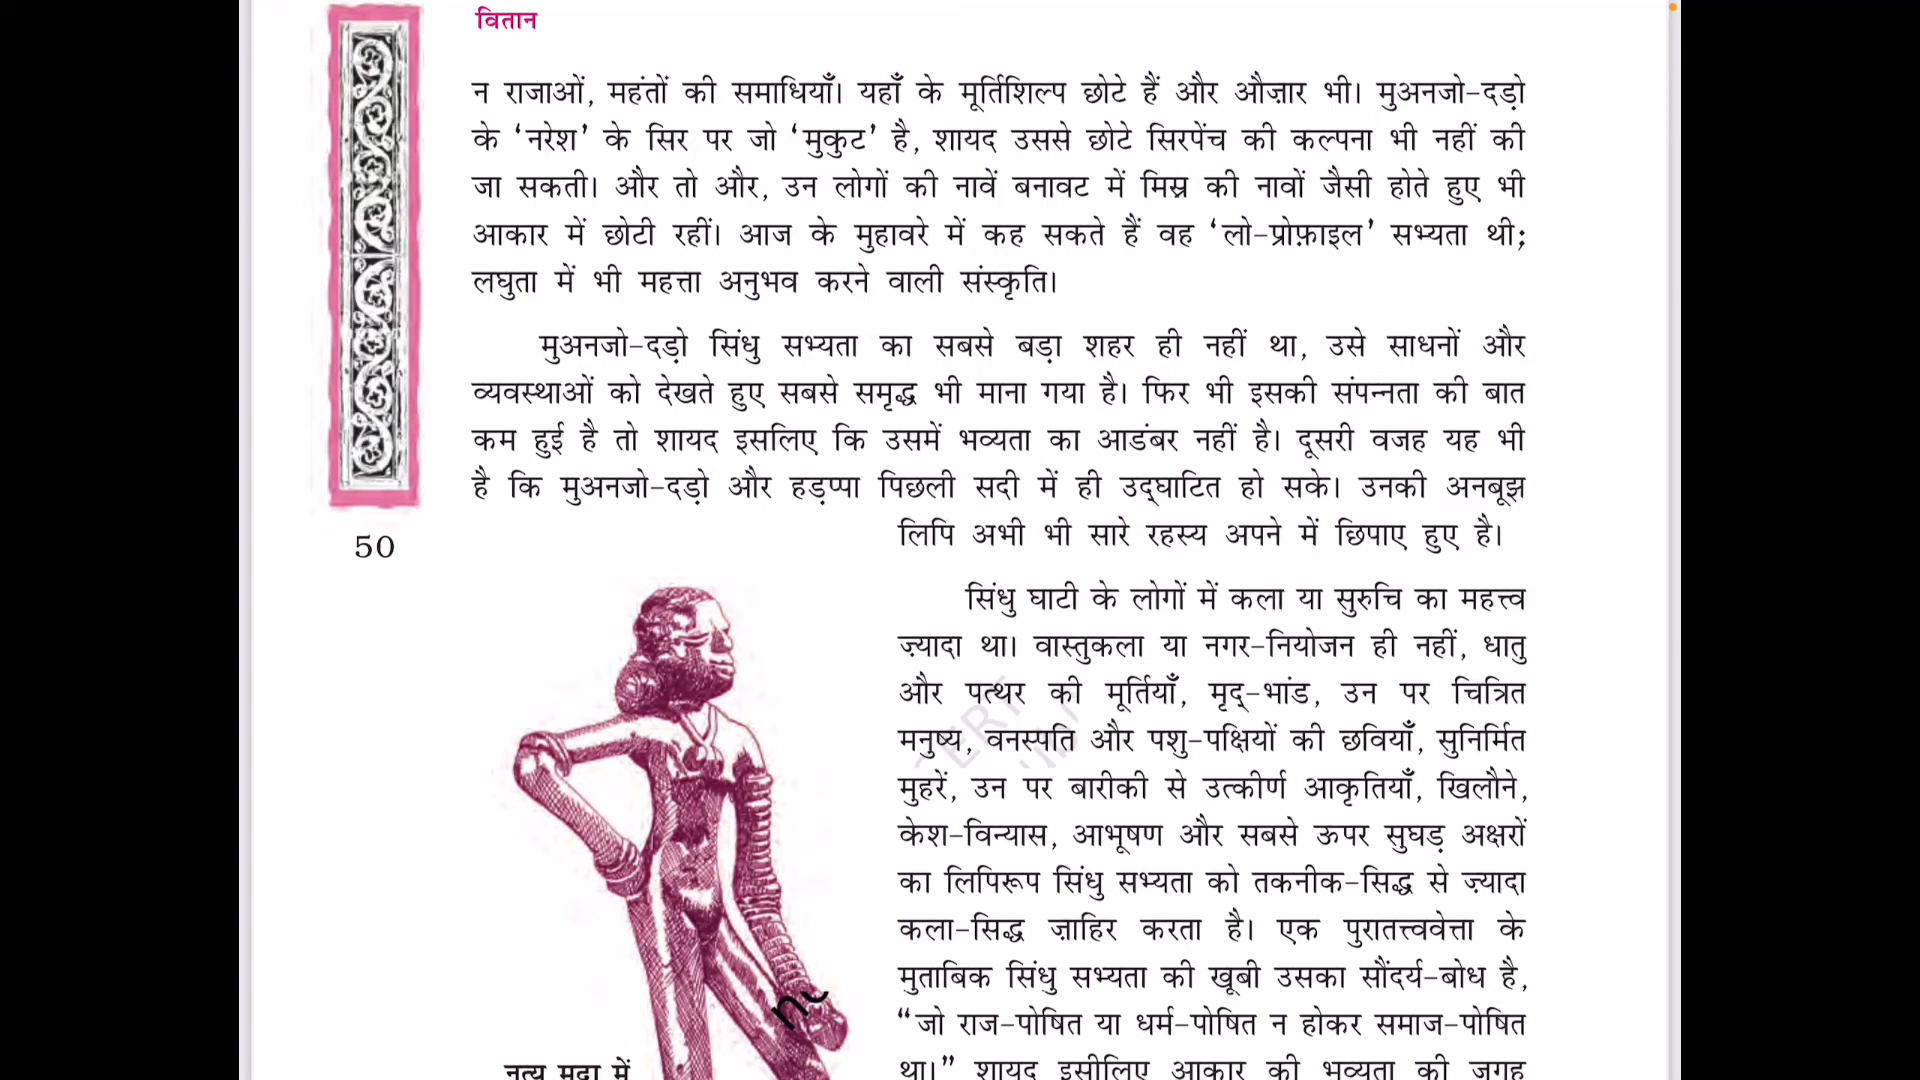 वितान
न राजाओं, महंतों की समाधियाँ। यहाँ के मूर्तिशिल्प छोटे हैं और औज़ार भी। मुअनजो-दड़ो
के ‘नरेश’ के सिर पर जो ‘मुकुट’ है, शायद उससे छोटे सिरपेंच की कल्पना भी नहीं की
जा सकती। और तो और, उन लोगों की नावें बनावट में मिस्र की नावों जैसी होते हुए भी
आकार में छोटी रहीं। आज के मुहावरे में कह सकते हैं वह ‘लो-प्रोफ़ाइल’ सभ्यता थी;
लघुता में भी महत्ता अनुभव करने वाली संस्कृति।
मुअनजो-दड़ो सिंधु सभ्यता का सबसे बड़ा शहर ही नहीं था, उसे साधनों और
व्यवस्थाओं को देखते हुए सबसे समृद्ध भी माना गया है। फिर भी इसकी संपन्नता की बात
कम हुई है तो शायद इसलिए कि उसमें भव्यता का आडंबर नहीं है। दूसरी वजह यह भी
है कि मुअनजो-दड़ो और हड़प्पा पिछली सदी में ही उद्‌घाटित हो सके। उनकी अनबूझ
लिपि अभी भी सारे रहस्य अपने में छिपाए हुए है।
50
सिंधु घाटी के लोगों में कला या सुरुचि का महत्त्व
ज़्यादा था। वास्तुकला या नगर-नियोजन ही नहीं, धातु
और पत्थर की मूर्तियाँ, मृद्-भांड, उन पर चित्रित
मनुष्य, वनस्पति और पशु-पक्षियों की छवियाँ, सुनिर्मित
मुहरें, उन पर बारीकी से उत्कीर्ण आकृतियाँ, खिलौने,
केश-विन्यास, आभूषण और सबसे ऊपर सुघड़ अक्षरों
का लिपिरूप सिंधु सभ्यता को तकनीक-सिद्ध से ज़्यादा
कला-सिद्ध ज़ाहिर करता है। एक पुरातत्त्ववेत्ता के
मुताबिक सिंधु सभ्यता की खूबी उसका सौंदर्य-बोध है,
“जो राज-पोषित या धर्म-पोषित न होकर समाज-पोषित
था।” शायद इसीलिए आकार की भव्यता की जगह
नृत्य मुद्रा में